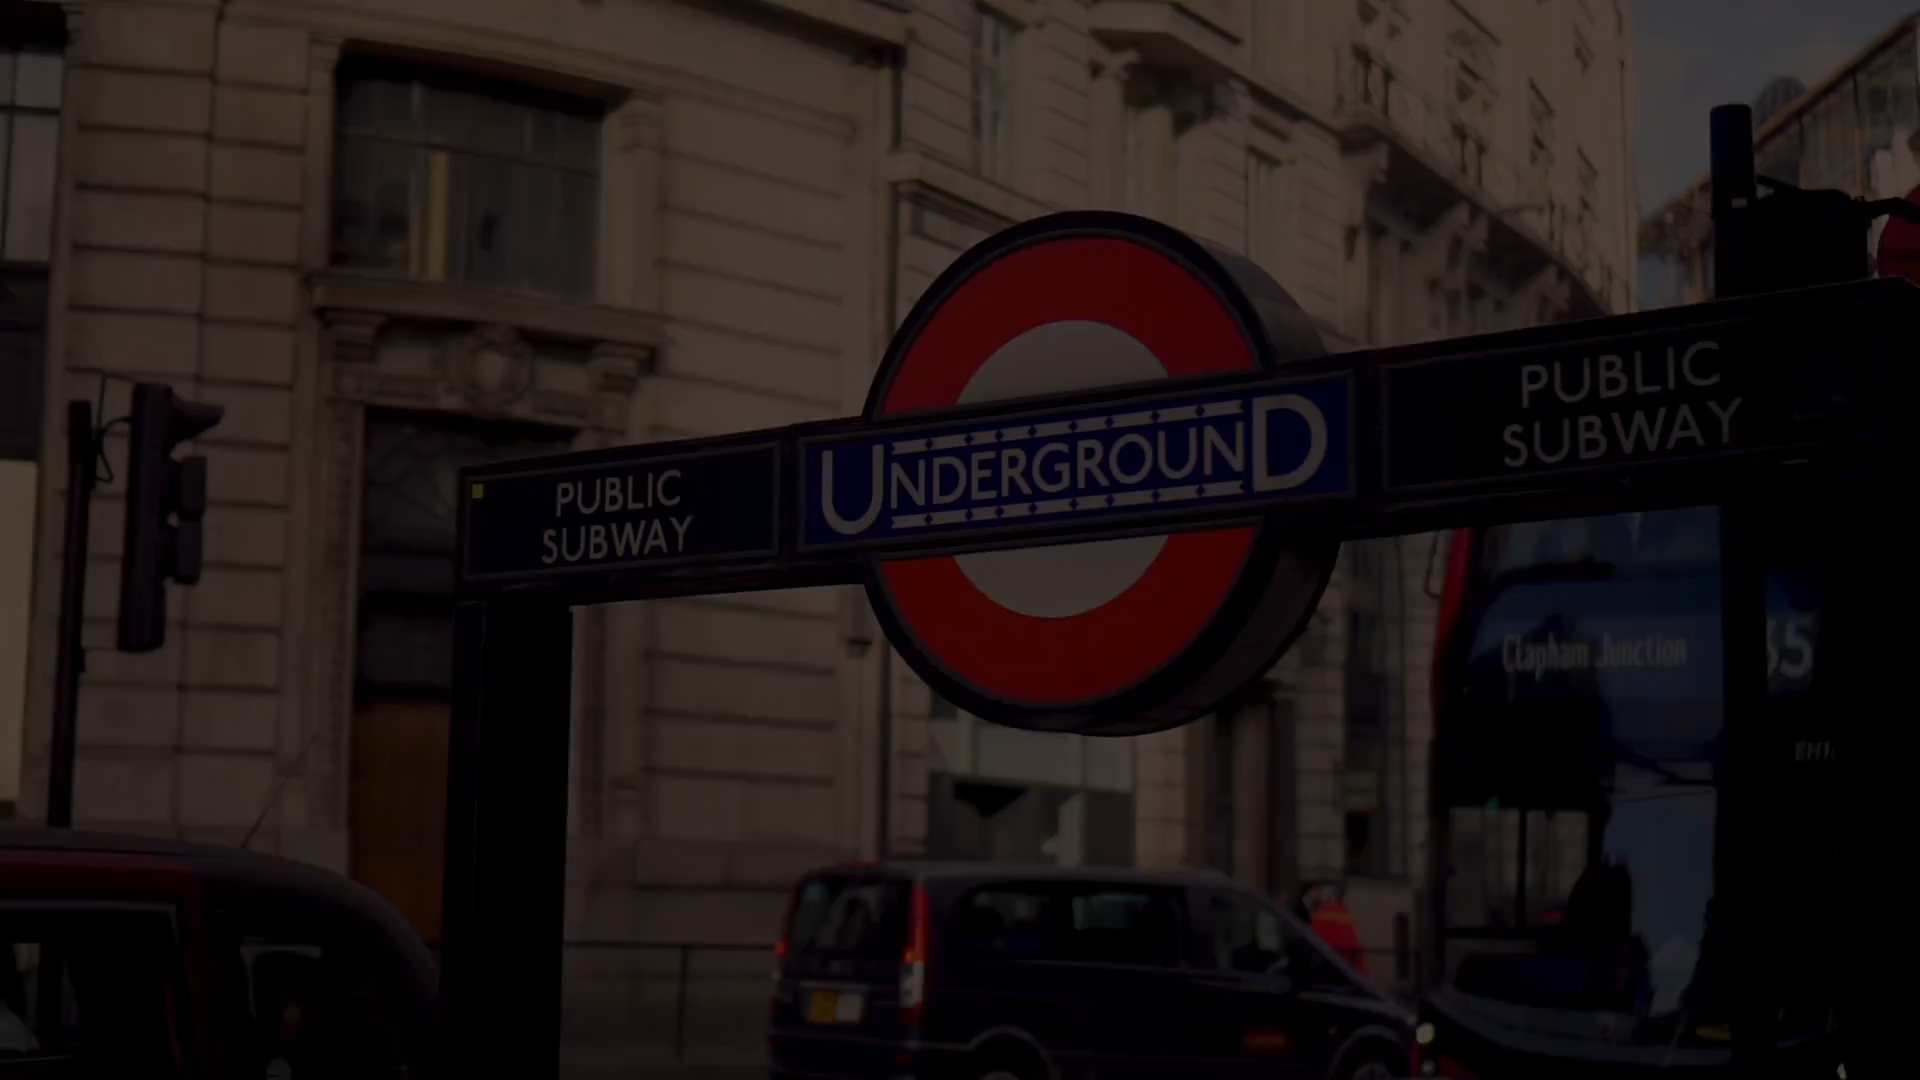 PUBLIC
SUBWAY
UNDERGROUND
PUBLIC
SUBWAY
Clapham Junction